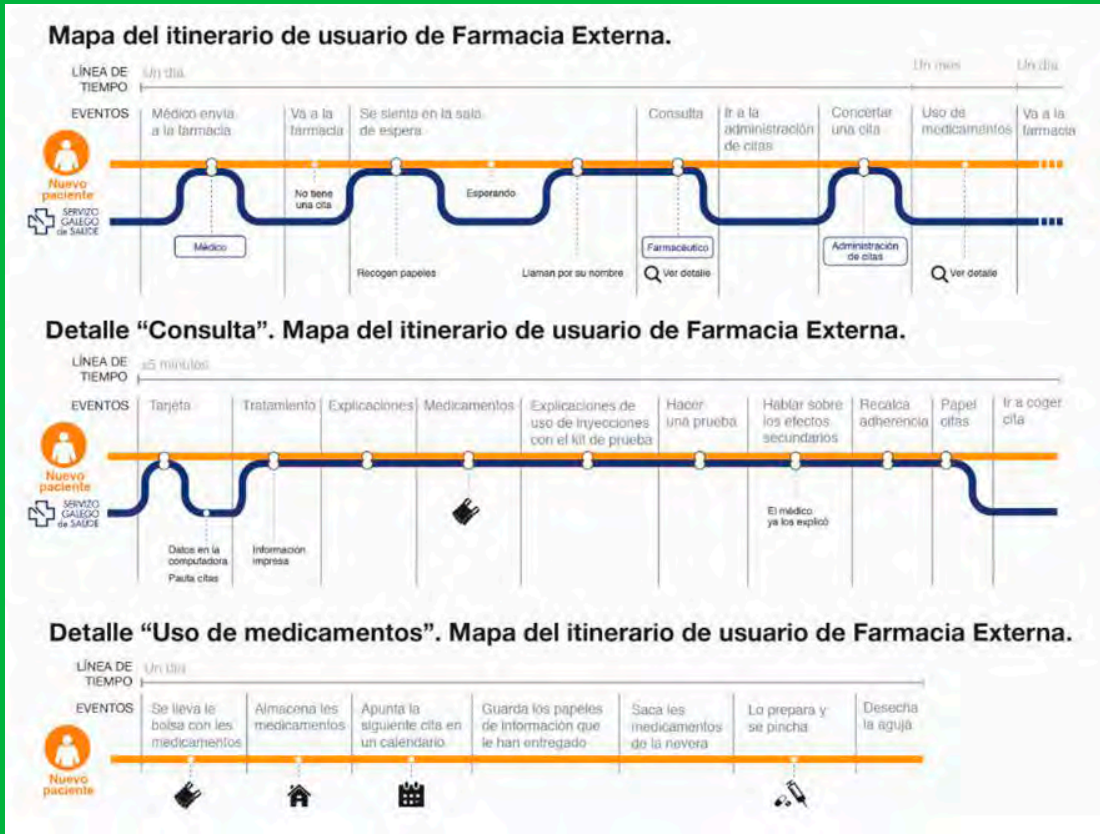 Mapa del itinerario de usuario de Farmacia Externa.
LÍNEA DE
TIEMPO
Un día
Un mes
Un día
EVENTOS
Médico envía
a la farmacia
Va a la
farmacia
Se sienta en la sala
de espera
Consulta
Ir a la
administración
de citas
Concertar
una cita
Uso de
medicamentos
Va a la
farmacia
Nuevo
paciente
SERVIZO
GALEGO
de SAÚDE
No tiene
una cita
Esperando
Médico
Recogen papeles
Llaman por su nombre
Farmacéutico
Ver detalle
Administración
de citas
Ver detalle
Detalle “Consulta”. Mapa del itinerario de usuario de Farmacia Externa.
LÍNEA DE
TIEMPO
±5 minutos
EVENTOS
Tarjeta
Tratamiento
Explicaciones
Medicamentos
Explicaciones de
uso de inyecciones
con el kit de prueba
Hacer
una prueba
Hablar sobre
los efectos
secundarios
Recalca
adherencia
Papel
citas
Ir a coger
cita
Nuevo
paciente
SERVIZO
GALEGO
de SAÚDE
Datos en la
computadora
Pauta citas
Información
impresa
El médico
ya los explicó
Detalle “Uso de medicamentos”. Mapa del itinerario de usuario de Farmacia Externa.
LÍNEA DE
TIEMPO
Un día
EVENTOS
Se lleva le
bolsa con les
medicamentos
Almacena les
medicamentos
Apunta la
siguiente cita en
un calendario
Guarda los papeles
de información que
le han entregado
Saca les
medicamentos
de la nevera
Lo prepara y
se pincha
Desecha
la aguja
Nuevo
paciente